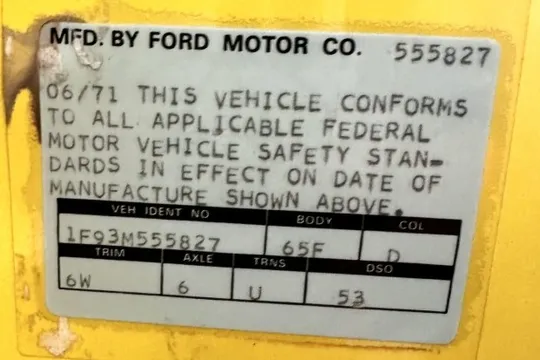 MFD. BY FORD MOTOR CO. 555827
06/71 THIS VEHICLE CONFORMS
TO ALL APPLICABLE FEDERAL
MOTOR VEHICLE SAFETY STAN-
DARDS IN EFFECT ON DATE OF
MANUFACTURE SHOWN ABOVE.
VEH IDENT NO BODY COL
1F93M555827 65F D
TRIM AXLE TRNS DSO
6W 6 U 53